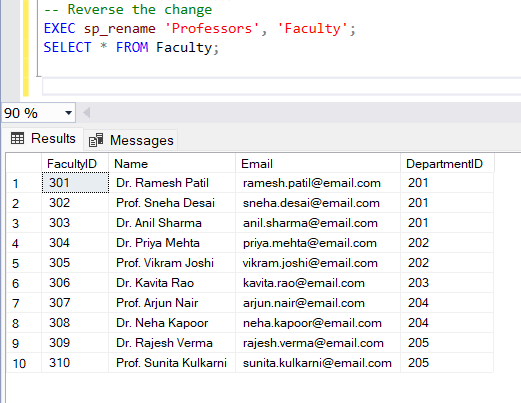 -- Reverse the change
EXEC sp_rename 'Professors', 'Faculty';
SELECT * FROM Faculty;
90 %
Results Messages
FacultyID Name Email DepartmentID
1 301 Dr. Ramesh Patil ramesh.patil@email.com 201
2 302 Prof. Sneha Desai sneha.desai@email.com 201
3 303 Dr. Anil Sharma anil.sharma@email.com 201
4 304 Dr. Priya Mehta priya.mehta@email.com 202
5 305 Prof. Vikram Joshi vikram.joshi@email.com 202
6 306 Dr. Kavita Rao kavita.rao@email.com 203
7 307 Prof. Arjun Nair arjun.nair@email.com 204
8 308 Dr. Neha Kapoor neha.kapoor@email.com 204
9 309 Dr. Rajesh Verma rajesh.verma@email.com 205
10 310 Prof. Sunita Kulkarni sunita.kulkarni@email.com 205